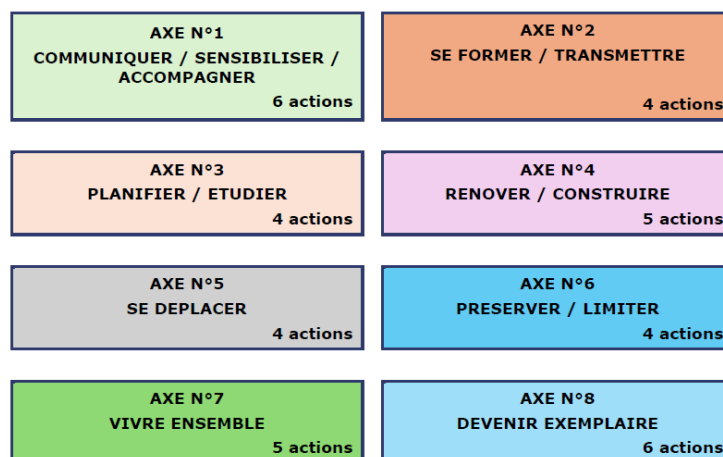 AXE N°1
COMMUNIQUER / SENSIBILISER /
ACCOMPAGNER
6 actions
AXE N°2
SE FORMER / TRANSMETTRE
4 actions
AXE N°3
PLANIFIER / ETUDIER
4 actions
AXE N°4
RENOVER / CONSTRUIRE
5 actions
AXE N°5
SE DEPLACER
4 actions
AXE N°6
PRESERVER / LIMITER
4 actions
AXE N°7
VIVRE ENSEMBLE
5 actions
AXE N°8
DEVENIR EXEMPLAIRE
6 actions